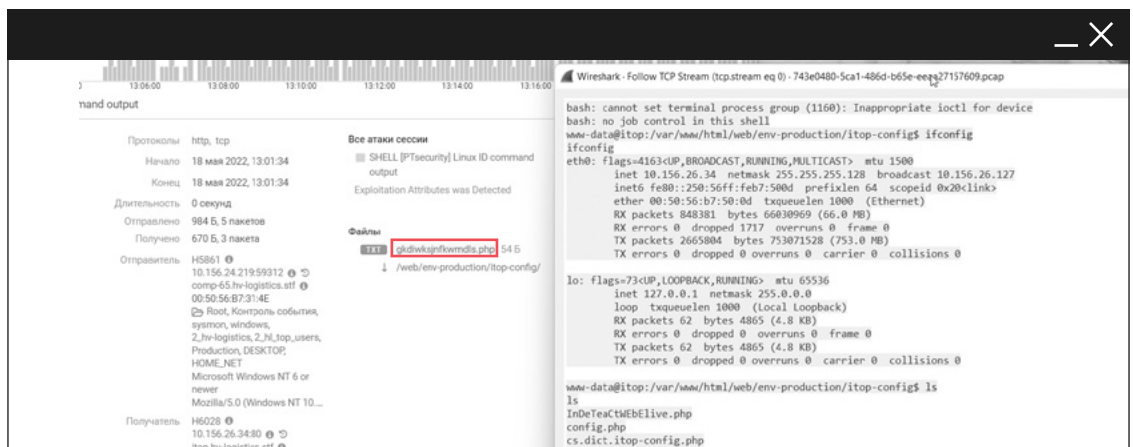 13:06:00 13:08:00 13:10:00 13:12:00 13:14:00 13:16:00
mand output
Протоколы http, tcp
Начало 18 мая 2022, 13:01:34
Конец 18 мая 2022, 13:01:34
Длительность 0 секунд
Отправлено 984 Б, 5 пакетов
Получено 670 Б, 3 пакета
Отправитель H5861
10.156.24.219:59312
comp-65.hv-logistics.stf
00:50:56:B7:31:4E
Root, Контроль события,
sysmon, windows,
2_hv-logistics, 2_hl_top_users,
Production, DESKTOP,
HOME_NET
Microsoft Windows NT 6 or
newer
Mozilla/5.0 (Windows NT 10....
Получатель H6028
10.156.26.34:80
itop.hv-logistics.stf
Все атаки сессии
SHELL [PTsecurity] Linux ID command
output
Exploitation Attributes was Detected
Файлы
TXT gkdiwksjnfkwmdls.php 54 Б
↓ /web/env-production/itop-config/
Wireshark · Follow TCP Stream (tcp.stream eq 0) · 743e0480-5ca1-486d-b65e-eeaa27157609.pcap
bash: cannot set terminal process group (1160): Inappropriate ioctl for device
bash: no job control in this shell
www-data@itop:/var/www/html/web/env-production/itop-config$ ifconfig
ifconfig
eth0: flags=4163<UP,BROADCAST,RUNNING,MULTICAST> mtu 1500
inet 10.156.26.34 netmask 255.255.255.128 broadcast 10.156.26.127
inet6 fe80::250:56ff:feb7:500d prefixlen 64 scopeid 0x20<link>
ether 00:50:56:b7:50:0d txqueuelen 1000 (Ethernet)
RX packets 848381 bytes 66030969 (66.0 MB)
RX errors 0 dropped 1717 overruns 0 frame 0
TX packets 2665804 bytes 753071528 (753.0 MB)
TX errors 0 dropped 0 overruns 0 carrier 0 collisions 0
lo: flags=73<UP,LOOPBACK,RUNNING> mtu 65536
inet 127.0.0.1 netmask 255.0.0.0
loop txqueuelen 1000 (Local Loopback)
RX packets 62 bytes 4865 (4.8 KB)
RX errors 0 dropped 0 overruns 0 frame 0
TX packets 62 bytes 4865 (4.8 KB)
TX errors 0 dropped 0 overruns 0 carrier 0 collisions 0
www-data@itop:/var/www/html/web/env-production/itop-config$ ls
ls
InDeTeaCtWEbElive.php
config.php
cs.dict.itop-config.php